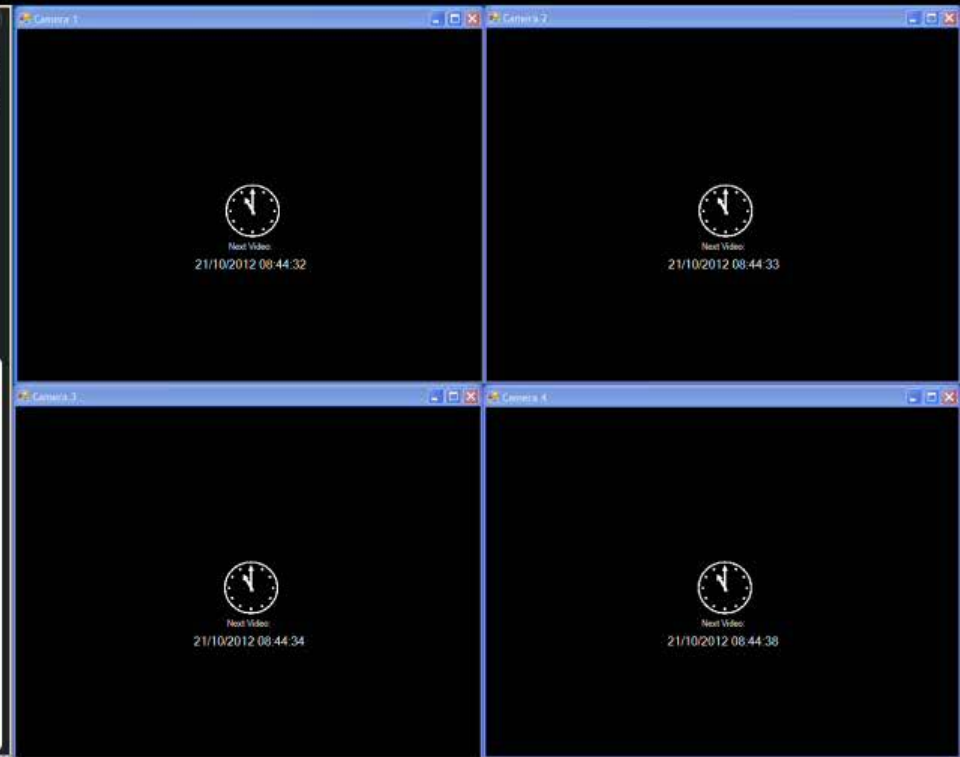 Camera 1
Next Video:
21/10/2012 08:44:32
Camera 2
Next Video:
21/10/2012 08:44:33
Camera 3
Next Video:
21/10/2012 08:44:34
Camera 4
Next Video:
21/10/2012 08:44:38